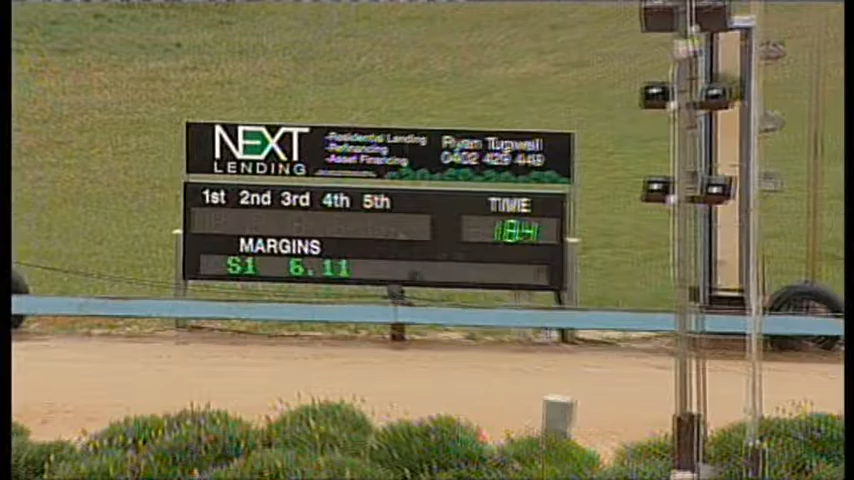 NEXT
LENDING
-Residential Lending
-Refinancing
-Asset Financing
Ryan Tugwell
0402 429 449
1st 2nd 3rd 4th 5th
TIME
MARGINS
S1 6.11